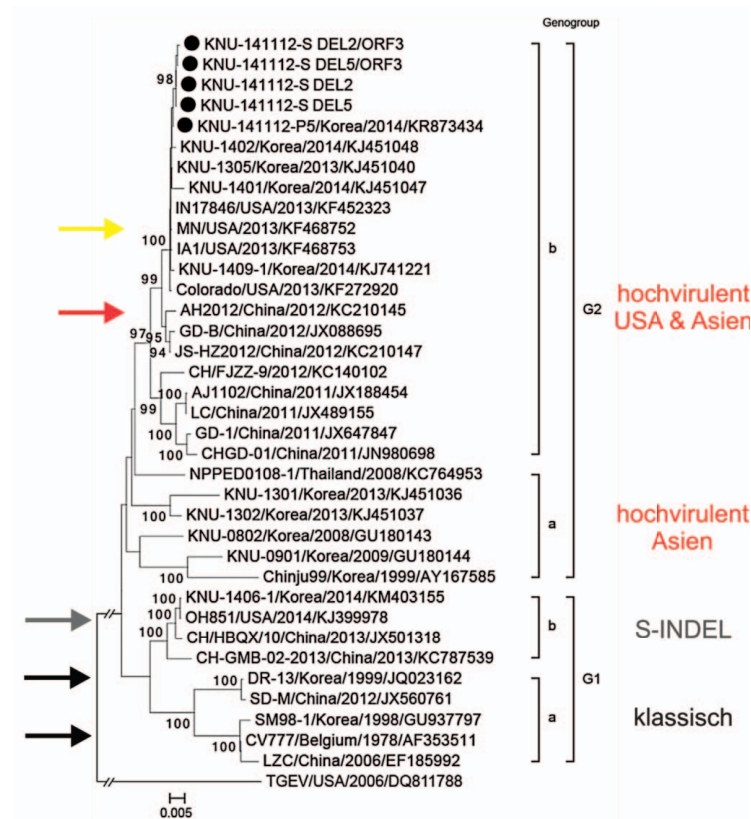 Genogroup
KNU-141112-S DEL2/ORF3
KNU-141112-S DEL5/ORF3
98
KNU-141112-S DEL2
KNU-141112-S DEL5
KNU-141112-P5/Korea/2014/KR873434
KNU-1402/Korea/2014/KJ451048
KNU-1305/Korea/2013/KJ451040
KNU-1401/Korea/2014/KJ451047
IN17846/USA/2013/KF452323
MN/USA/2013/KF468752
100
b
IA1/USA/2013/KF468753
KNU-1409-1/Korea/2014/KJ741221
99
Colorado/USA/2013/KF272920
hochvirulent
USA & Asien
G2
AH2012/China/2012/KC210145
97
95
GD-B/China/2012/JX088695
94
JS-HZ2012/China/2012/KC210147
CH/FJZZ-9/2012/KC140102
100
AJ1102/China/2011/JX188454
99
LC/China/2011/JX489155
100
GD-1/China/2011/JX647847
100
CHGD-01/China/2011/JN980698
NPPED0108-1/Thailand/2008/KC764953
KNU-1301/Korea/2013/KJ451036
100
KNU-1302/Korea/2013/KJ451037
a
hochvirulent
Asien
KNU-0802/Korea/2008/GU180143
KNU-0901/Korea/2009/GU180144
100
Chinju99/Korea/1999/AY167585
100
KNU-1406-1/Korea/2014/KM403155
100
OH851/USA/2014/KJ399978
b
S-INDEL
100
CH/HBQX/10/China/2013/JX501318
CH-GMB-02-2013/China/2013/KC787539
G1
100
DR-13/Korea/1999/JQ023162
SD-M/China/2012/JX560761
a
klassisch
100
SM98-1/Korea/1998/GU937797
100
CV777/Belgium/1978/AF353511
LZC/China/2006/EF185992
TGEV/USA/2006/DQ811788
0.005